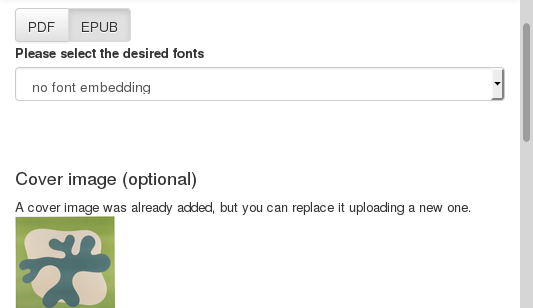 PDF EPUB
Please select the desired fonts
no font embedding
Cover image (optional)
A cover image was already added, but you can replace it uploading a new one.